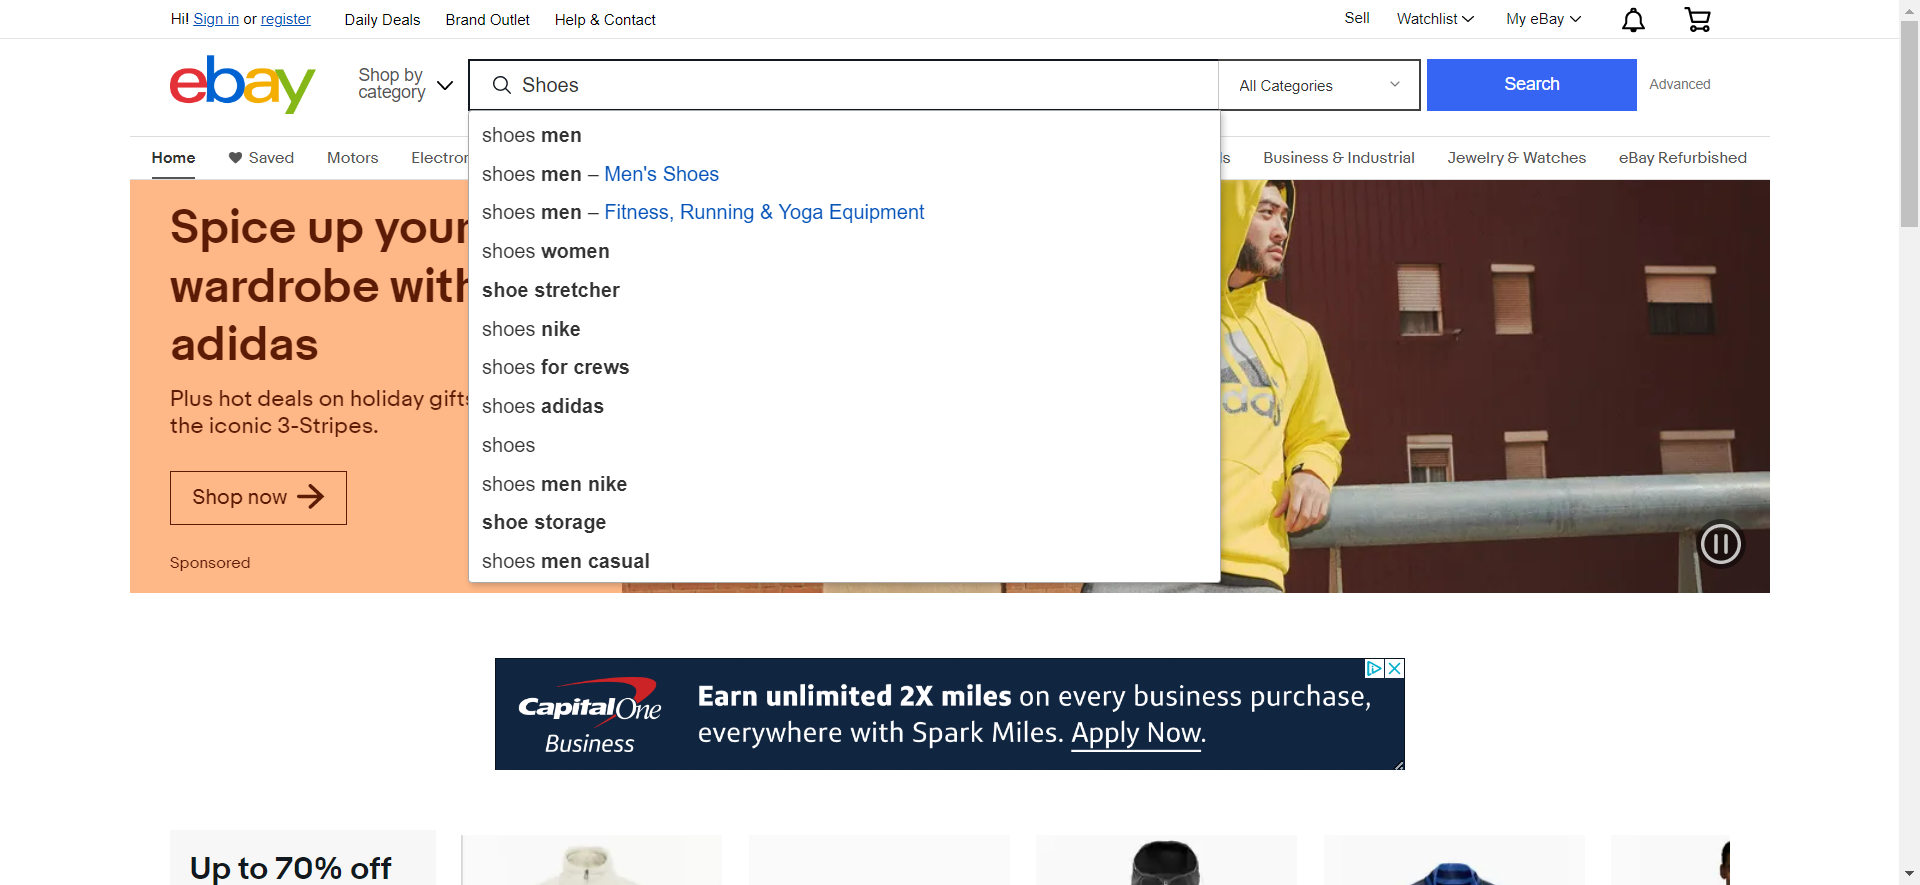 Hi! Sign in or register
Daily Deals
Brand Outlet
Help & Contact
Sell
Watchlist
My eBay
ebay
Shop by
category
Shoes
All Categories
Search
Advanced
Home
Saved
Motors
Business & Industrial
Jewelry & Watches
eBay Refurbished
shoes men
shoes men – Men's Shoes
shoes men – Fitness, Running & Yoga Equipment
shoes women
shoe stretcher
shoes nike
shoes for crews
shoes adidas
shoes
shoes men nike
shoe storage
shoes men casual
Spice up your
wardrobe with
adidas
Plus hot deals on holiday gifts
the iconic 3-Stripes.
Shop now
Sponsored
CapitalOne
Business
Earn unlimited 2X miles on every business purchase,
everywhere with Spark Miles. Apply Now.
Up to 70% off